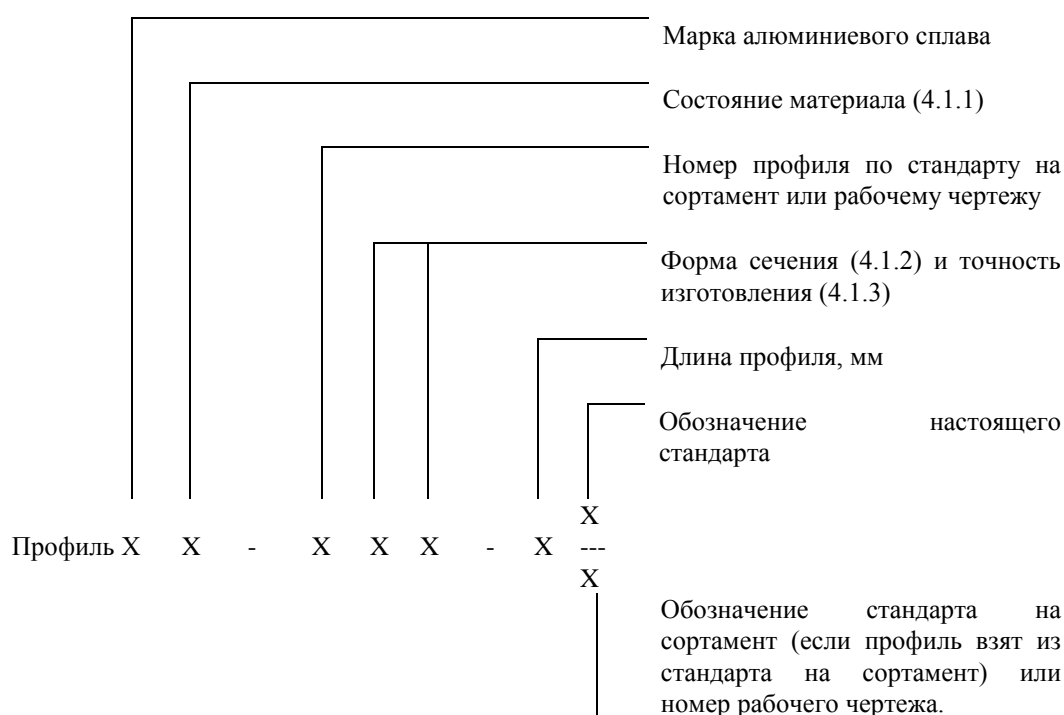 Марка алюминиевого сплава
Состояние материала (4.1.1)
Номер профиля по стандарту на
сортамент или рабочему чертежу
Форма сечения (4.1.2) и точность
изготовления (4.1.3)
Длина профиля, мм
Обозначение настоящего
стандарта
Х
Профиль Х Х - Х Х Х - Х ---
Х
Обозначение стандарта на
сортамент (если профиль взят из
стандарта на сортамент) или
номер рабочего чертежа.